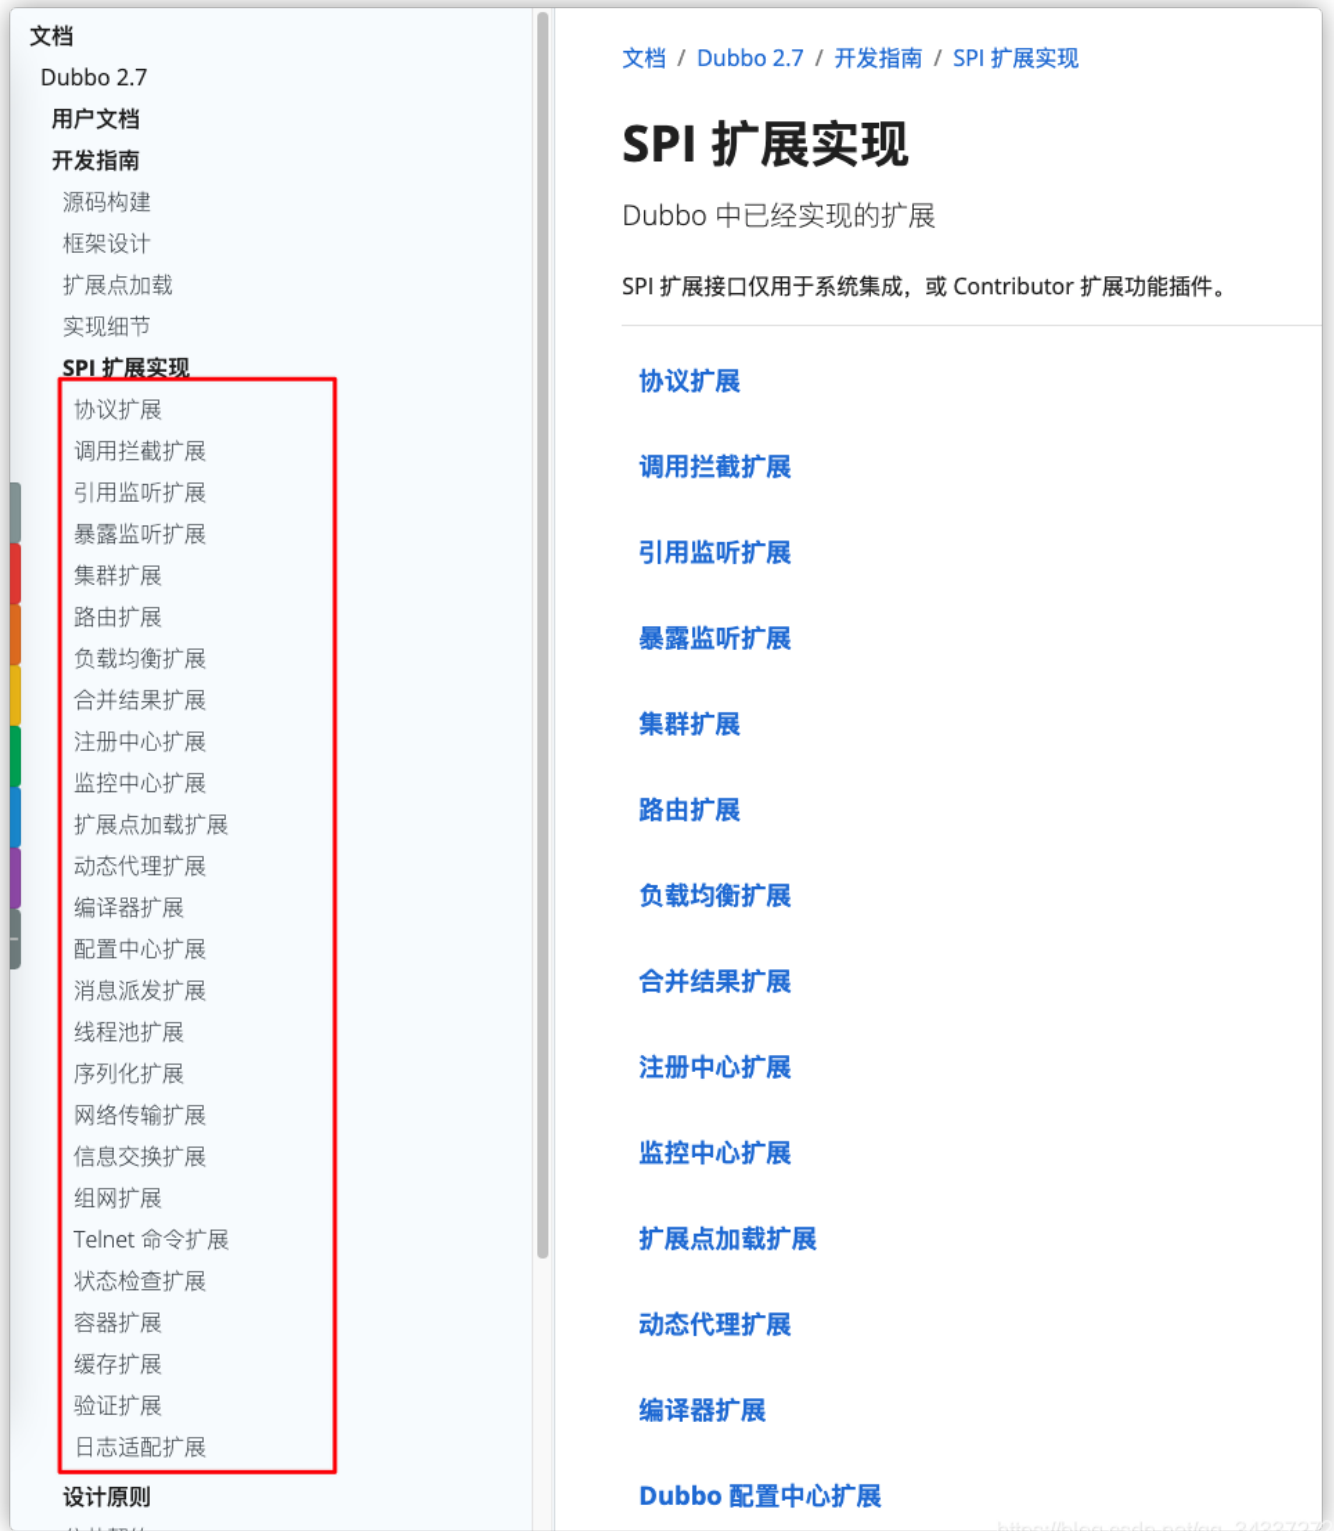 文档
Dubbo 2.7
用户文档
开发指南
源码构建
框架设计
扩展点加载
实现细节
SPI 扩展实现
协议扩展
调用拦截扩展
引用监听扩展
暴露监听扩展
集群扩展
路由扩展
负载均衡扩展
合并结果扩展
注册中心扩展
监控中心扩展
扩展点加载扩展
动态代理扩展
编译器扩展
配置中心扩展
消息派发扩展
线程池扩展
序列化扩展
网络传输扩展
信息交换扩展
组网扩展
Telnet 命令扩展
状态检查扩展
容器扩展
缓存扩展
验证扩展
日志适配扩展
设计原则
文档 / Dubbo 2.7 / 开发指南 / SPI 扩展实现
SPI 扩展实现
Dubbo 中已经实现的扩展
SPI 扩展接口仅用于系统集成，或 Contributor 扩展功能插件。
协议扩展
调用拦截扩展
引用监听扩展
暴露监听扩展
集群扩展
路由扩展
负载均衡扩展
合并结果扩展
注册中心扩展
监控中心扩展
扩展点加载扩展
动态代理扩展
编译器扩展
Dubbo 配置中心扩展